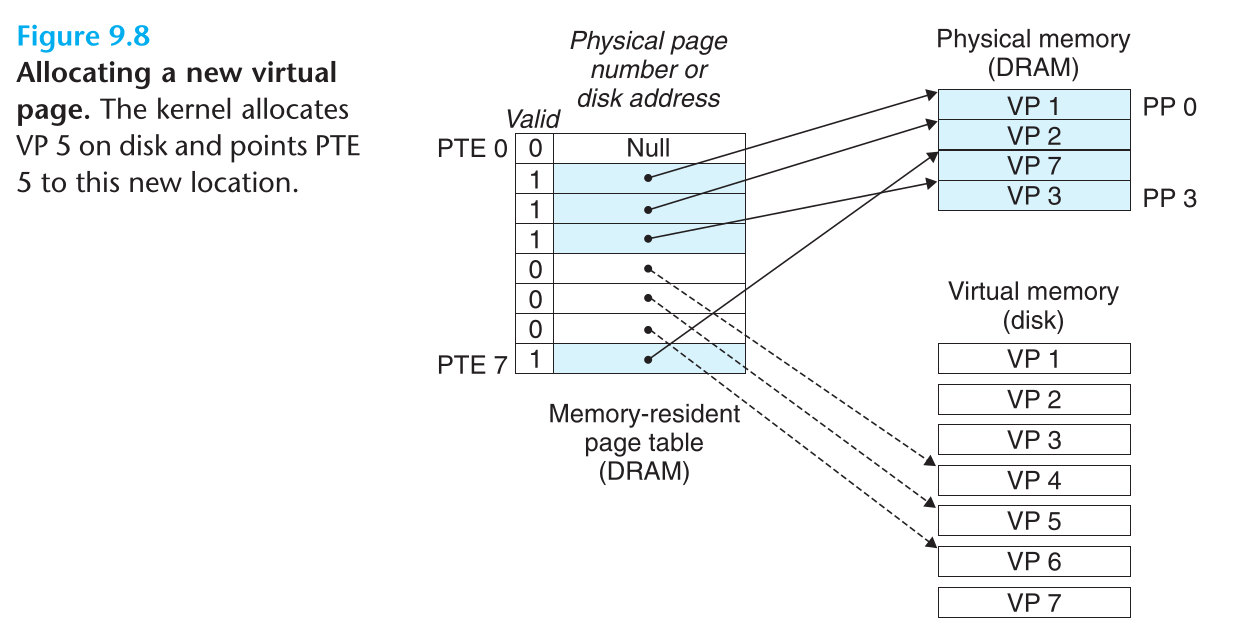 Figure 9.8
Allocating a new virtual
page. The kernel allocates
VP 5 on disk and points PTE
5 to this new location.
Physical page
number or
disk address
Valid
PTE 0
0
Null
1
1
1
0
0
0
PTE 7
1
Memory-resident
page table
(DRAM)
Physical memory
(DRAM)
VP 1
PP 0
VP 2
VP 7
VP 3
PP 3
Virtual memory
(disk)
VP 1
VP 2
VP 3
VP 4
VP 5
VP 6
VP 7